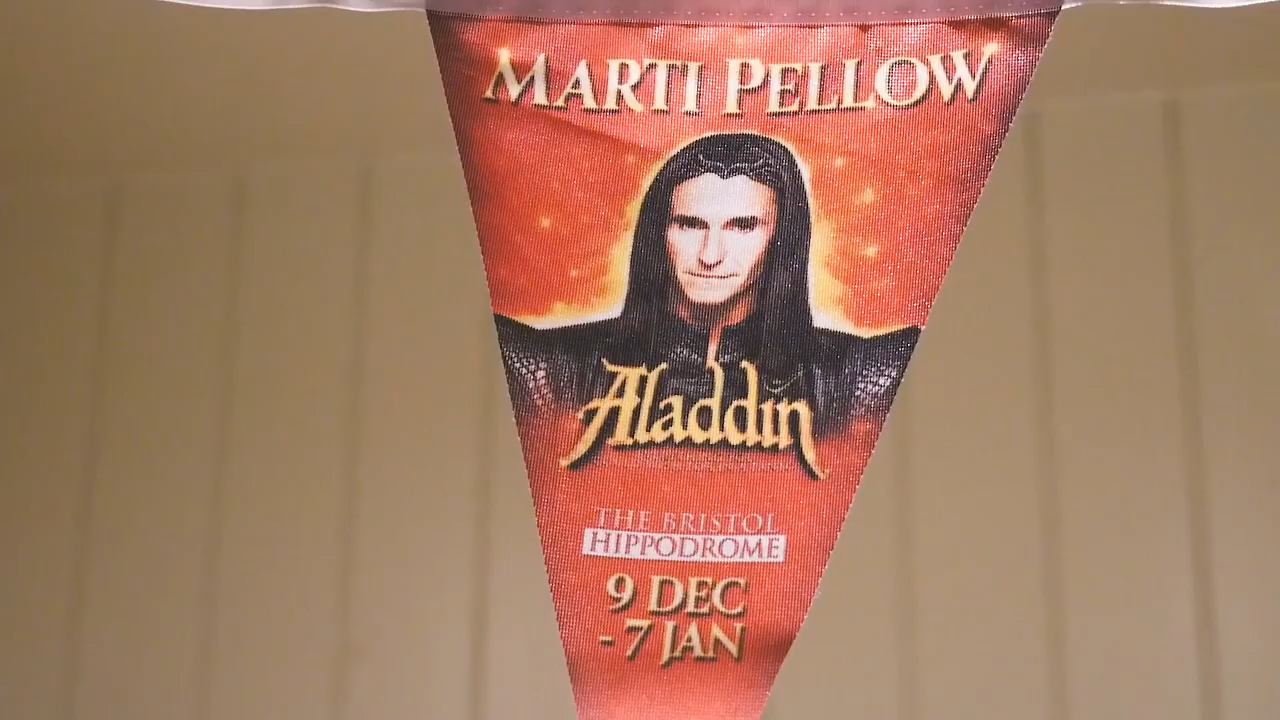 MARTI PELLOW
Aladdin
THE BRISTOL
HIPPODROME
9 DEC
- 7 JAN